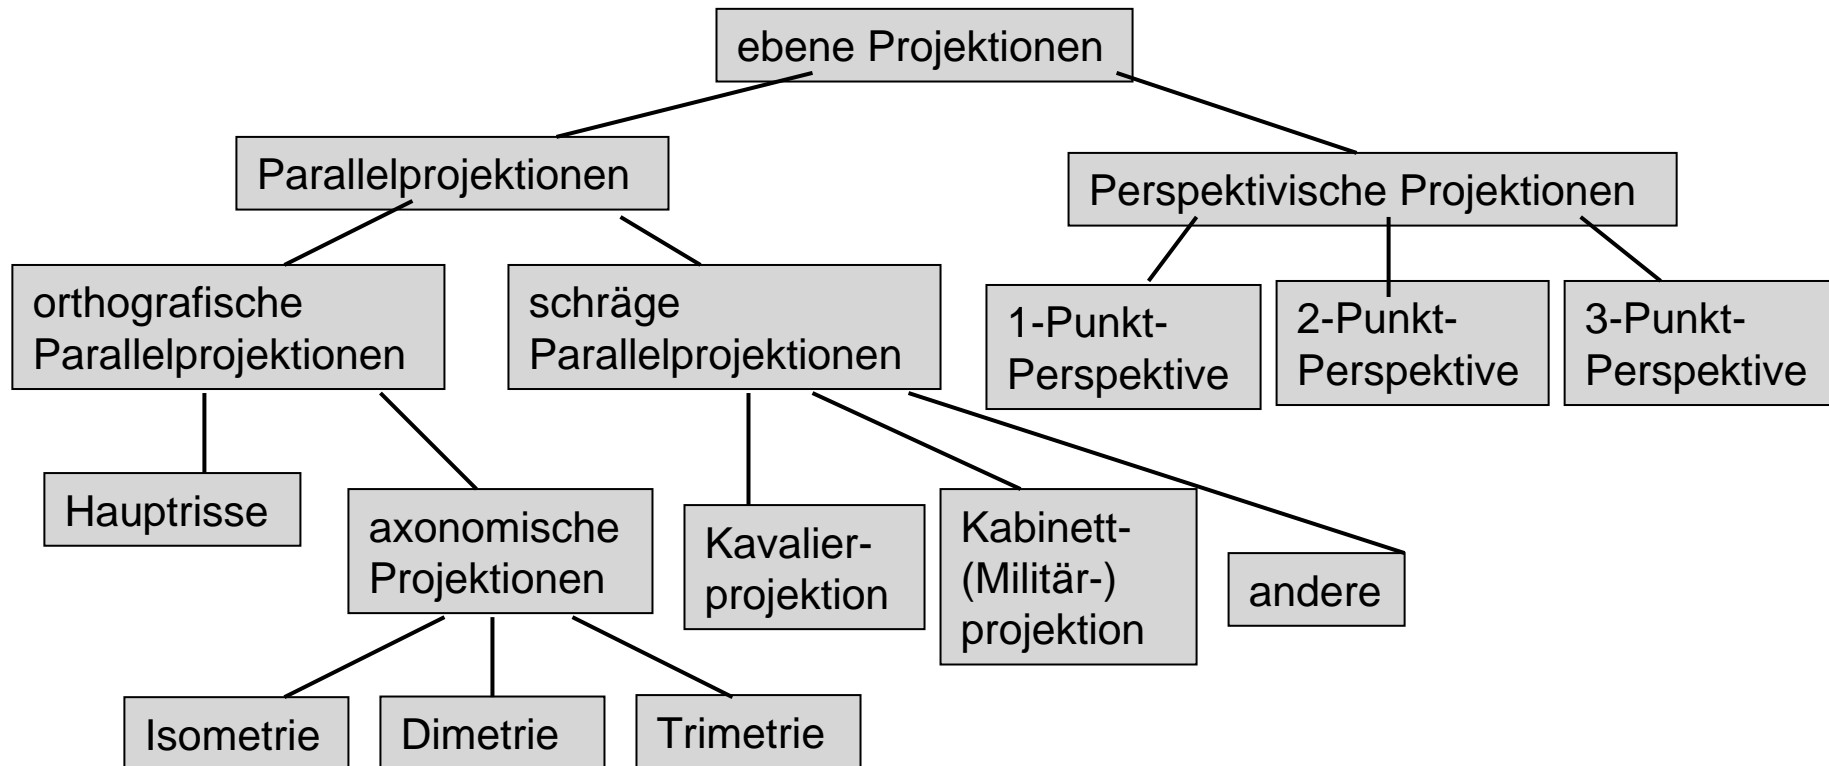 ebene Projektionen
Parallelprojektionen
Perspektivische Projektionen
orthografische
Parallelprojektionen
schräge
Parallelprojektionen
1-Punkt-
Perspektive
2-Punkt-
Perspektive
3-Punkt-
Perspektive
Hauptrisse
axonomische
Projektionen
Kavalier-
projektion
Kabinett-
(Militär-)
projektion
andere
Isometrie
Dimetrie
Trimetrie